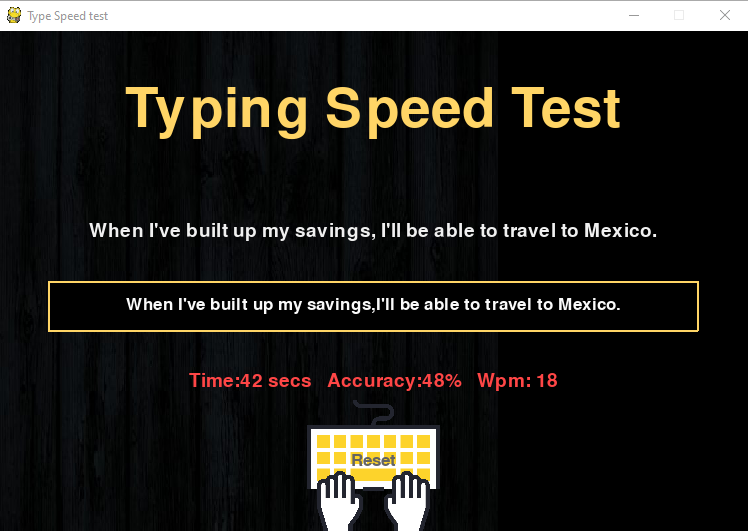 Type Speed test
Typing Speed Test
When I've built up my savings, I'll be able to travel to Mexico.
When I've built up my savings,I'll be able to travel to Mexico.
Time:42 secs Accuracy:48% Wpm: 18
Reset